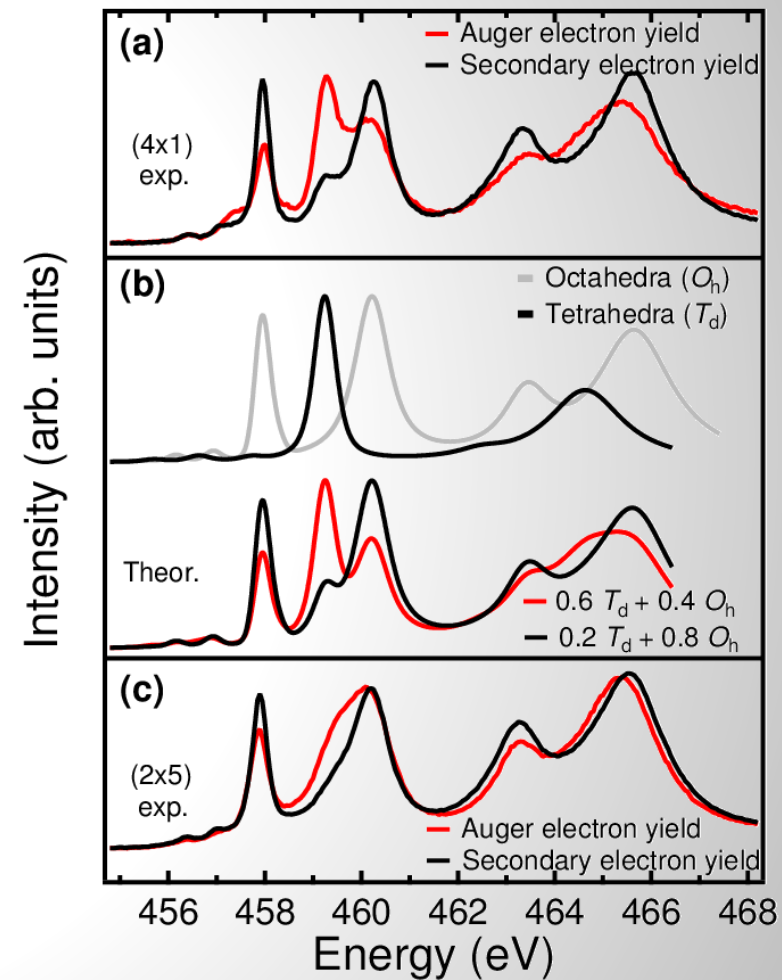 (a)
Auger electron yield
Secondary electron yield
(4x1)
exp.
(b)
Octahedra (Oh)
Tetrahedra (Td)
Theor.
0.6 Td + 0.4 Oh
0.2 Td + 0.8 Oh
(c)
(2x5)
exp.
Auger electron yield
Secondary electron yield
Intensity (arb. units)
456 458 460 462 464 466 468
Energy (eV)